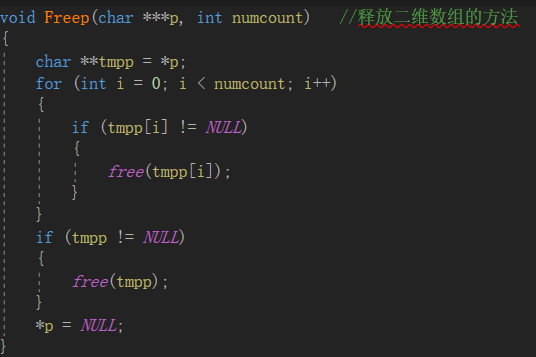 void Freep(char ***p, int numcount)   //释放二维数组的方法
{
    char **tmpp = *p;
    for (int i = 0; i < numcount; i++)
    {
        if (tmpp[i] != NULL)
        {
            free(tmpp[i]);
        }
    }
    if (tmpp != NULL)
    {
        free(tmpp);
    }
    *p = NULL;
}